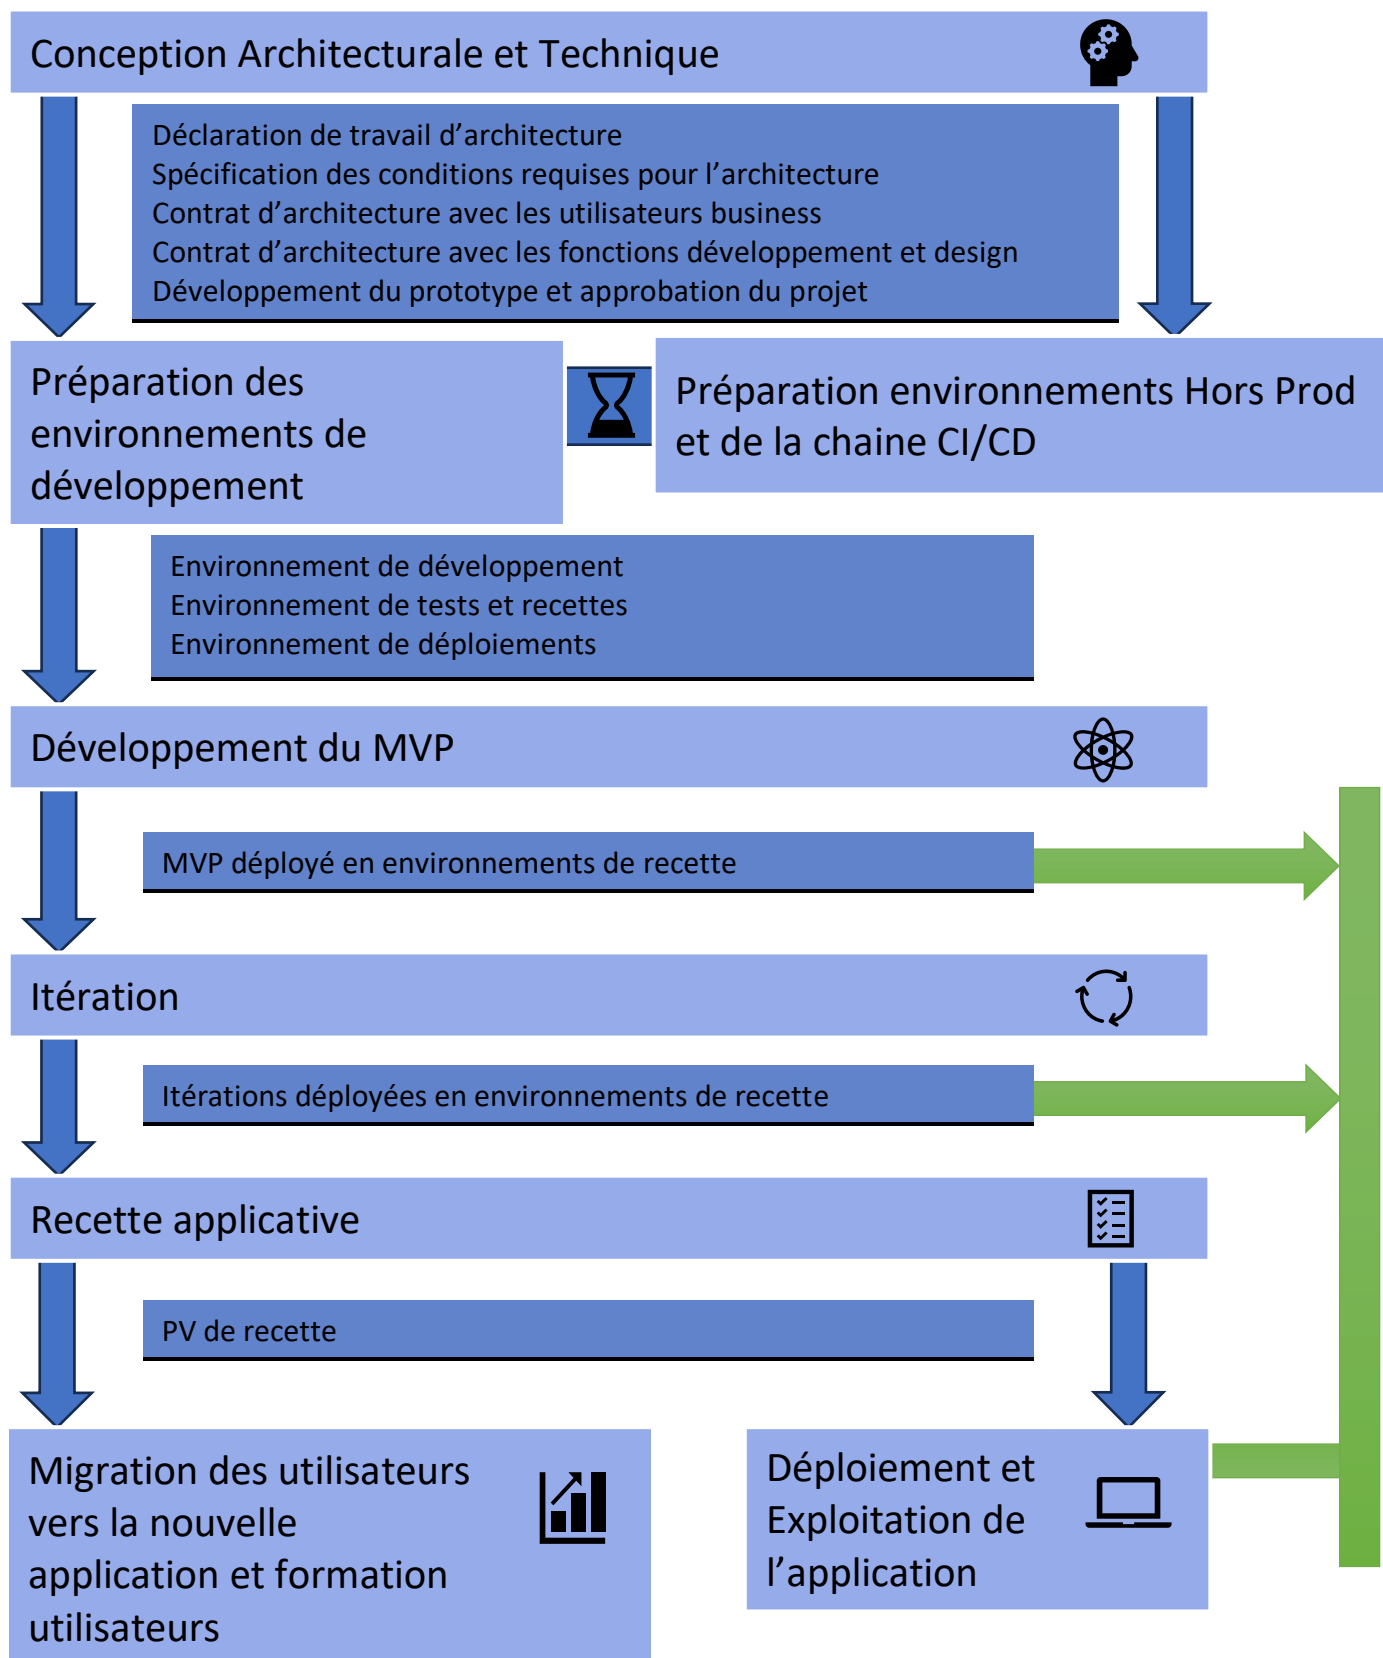 Conception Architecturale et Technique
Déclaration de travail d’architecture
Spécification des conditions requises pour l’architecture
Contrat d’architecture avec les utilisateurs business
Contrat d’architecture avec les fonctions développement et design
Développement du prototype et approbation du projet
Préparation des
environnements de
développement
Préparation environnements Hors Prod
et de la chaine CI/CD
Environnement de développement
Environnement de tests et recettes
Environnement de déploiements
Développement du MVP
MVP déployé en environnements de recette
Itération
Itérations déployées en environnements de recette
Recette applicative
PV de recette
Migration des utilisateurs
vers la nouvelle
application et formation
utilisateurs
Déploiement et
Exploitation de
l’application